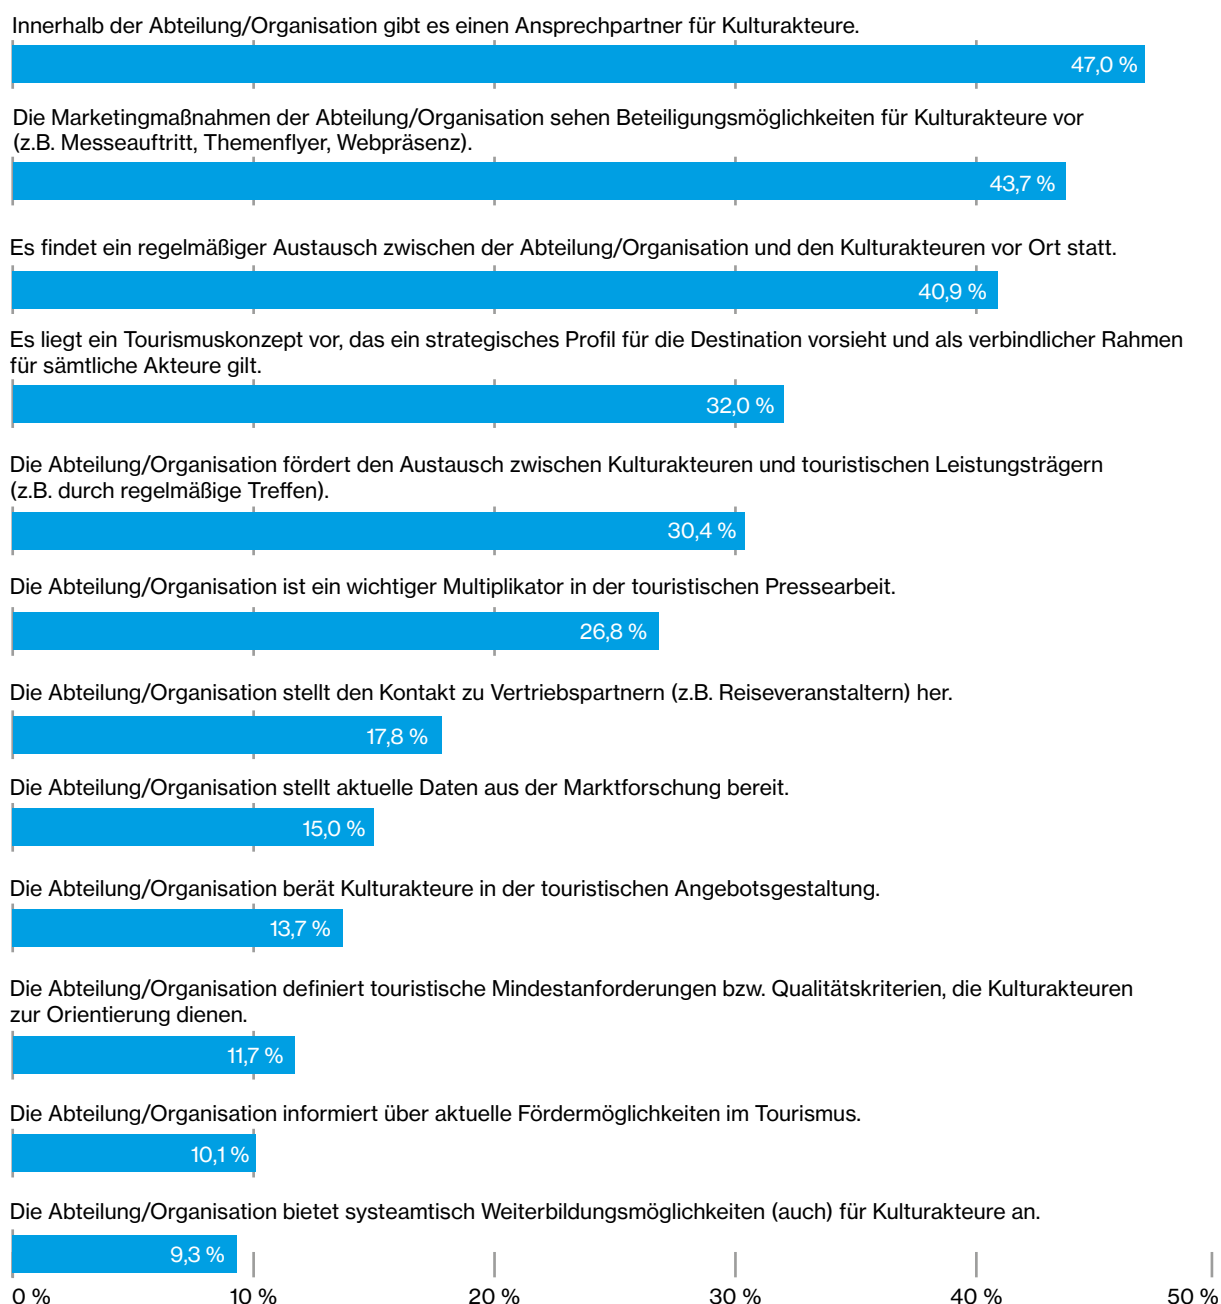 Innerhalb der Abteilung/Organisation gibt es einen Ansprechpartner für Kulturakteure.
47,0 %
Die Marketingmaßnahmen der Abteilung/Organisation sehen Beteiligungsmöglichkeiten für Kulturakteure vor
(z.B. Messeauftritt, Themenflyer, Webpräsenz).
43,7 %
Es findet ein regelmäßiger Austausch zwischen der Abteilung/Organisation und den Kulturakteuren vor Ort statt.
40,9 %
Es liegt ein Tourismuskonzept vor, das ein strategisches Profil für die Destination vorsieht und als verbindlicher Rahmen
für sämtliche Akteure gilt.
32,0 %
Die Abteilung/Organisation fördert den Austausch zwischen Kulturakteuren und touristischen Leistungsträgern
(z.B. durch regelmäßige Treffen).
30,4 %
Die Abteilung/Organisation ist ein wichtiger Multiplikator in der touristischen Pressearbeit.
26,8 %
Die Abteilung/Organisation stellt den Kontakt zu Vertriebspartnern (z.B. Reiseveranstaltern) her.
17,8 %
Die Abteilung/Organisation stellt aktuelle Daten aus der Marktforschung bereit.
15,0 %
Die Abteilung/Organisation berät Kulturakteure in der touristischen Angebotsgestaltung.
13,7 %
Die Abteilung/Organisation definiert touristische Mindestanforderungen bzw. Qualitätskriterien, die Kulturakteuren
zur Orientierung dienen.
11,7 %
Die Abteilung/Organisation informiert über aktuelle Fördermöglichkeiten im Tourismus.
10,1 %
Die Abteilung/Organisation bietet systeamtisch Weiterbildungsmöglichkeiten (auch) für Kulturakteure an.
9,3 %
0 % 10 % 20 % 30 % 40 % 50 %